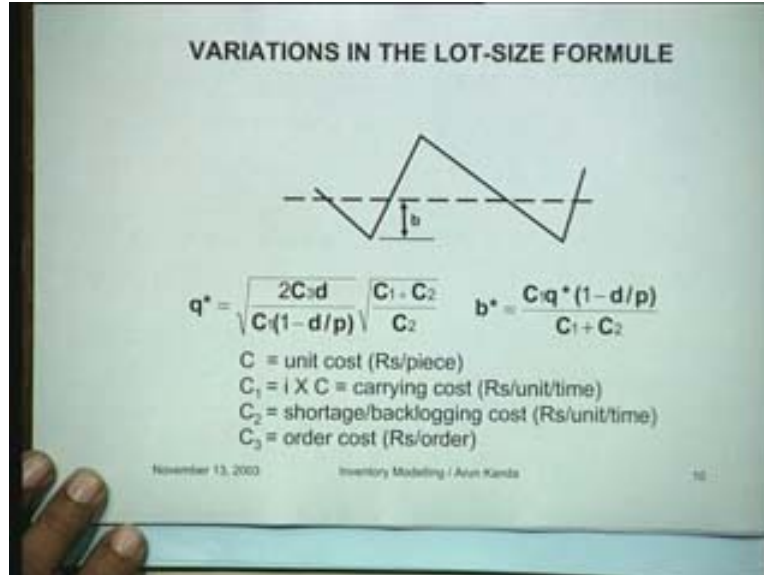 VARIATIONS IN THE LOT-SIZE FORMULE
b
q* = √(2C₃d / C₁(1 - d/p)) √(C₁ + C₂ / C₂) b* = C₁q*(1 - d/p) / C₁ + C₂
C = unit cost (Rs/piece)
C₁ = i X C = carrying cost (Rs/unit/time)
C₂ = shortage/backlogging cost (Rs/unit/time)
C₃ = order cost (Rs/order)
November 13, 2003 Inventory Modelling / Arun Kanda 10